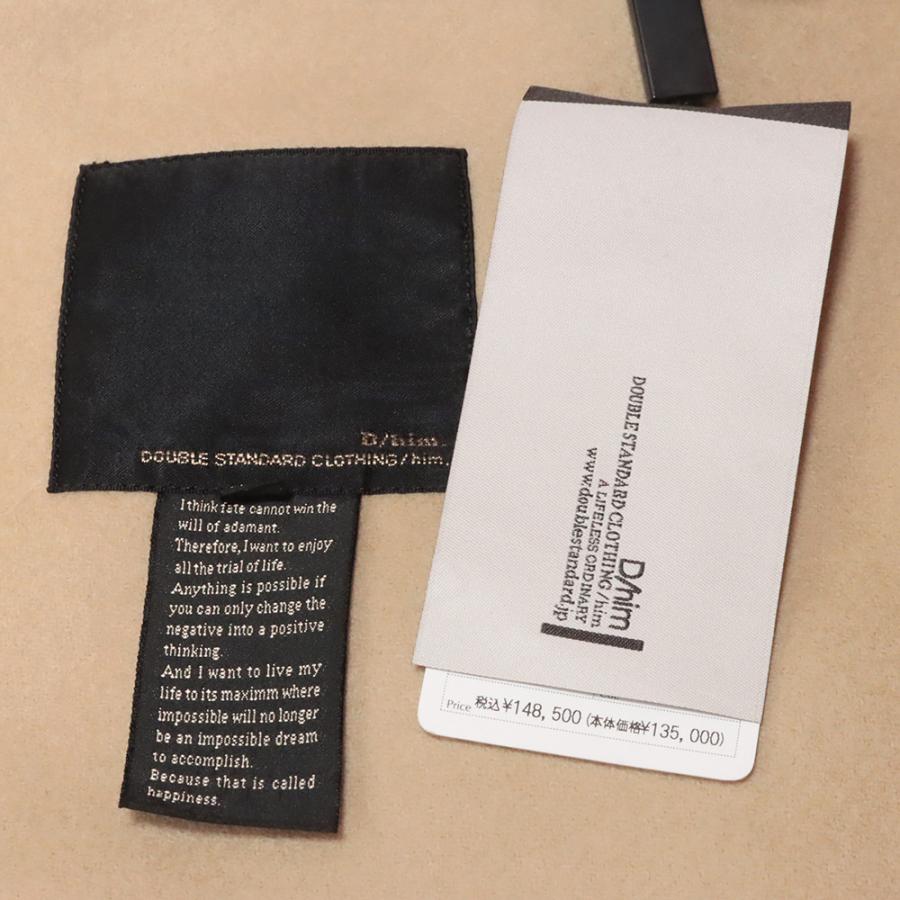 D/him.
DOUBLE STANDARD CLOTHING/him.
I think fate cannot win the
will of adamant.
Therefore, I want to enjoy
all the trial of life.
Anything is possible if
you can only change the
negative into a positive
thinking.
And I want to live my
life to its maximm where
impossible will no longer
be an impossible dream
to accomplish.
Because that is called
happiness.
D/him
DOUBLE STANDARD CLOTHING/him
A LIFELESS ORDINARY
www.doublestandard.jp
Price 税込¥148,500 (本体価格¥135,000)